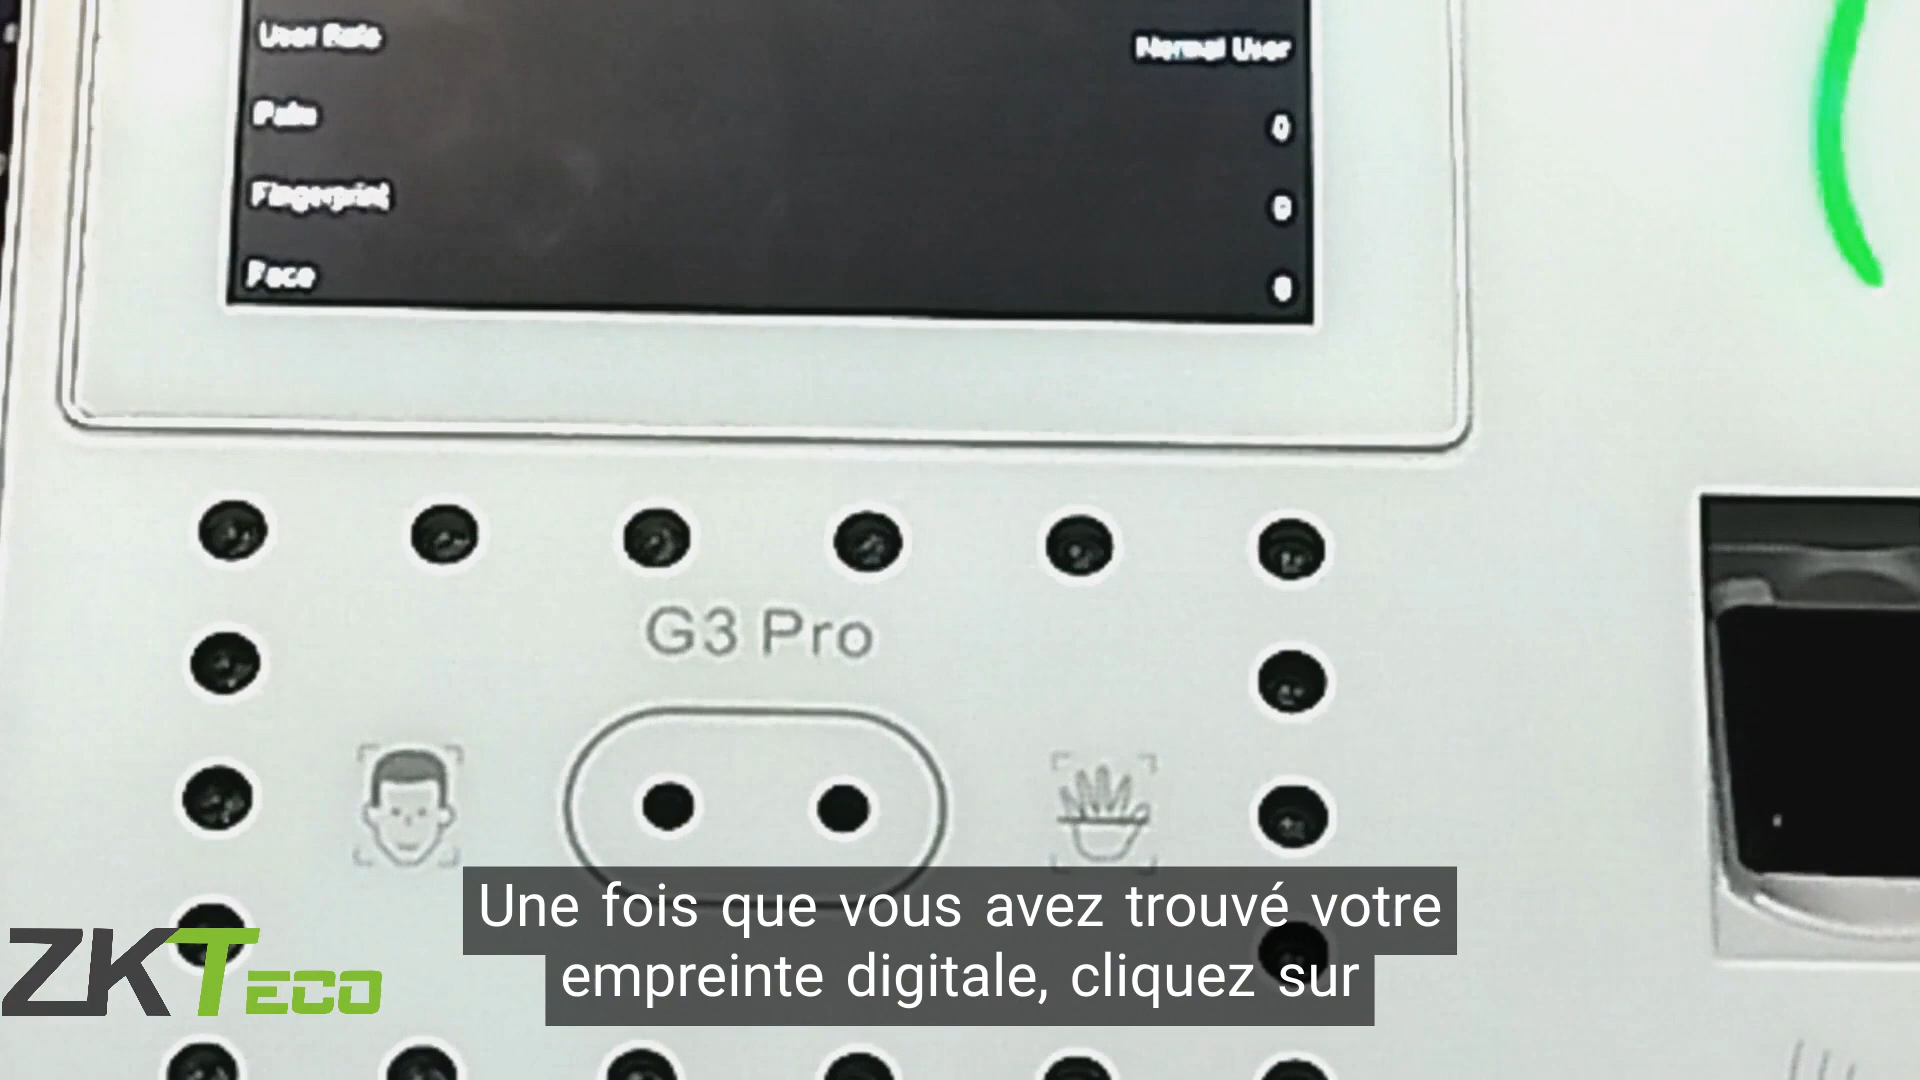 User Role
Normal User
Palm
0
Fingerprint
0
Face
0
G3 Pro
Une fois que vous avez trouvé votre
empreinte digitale, cliquez sur
ZKTECO